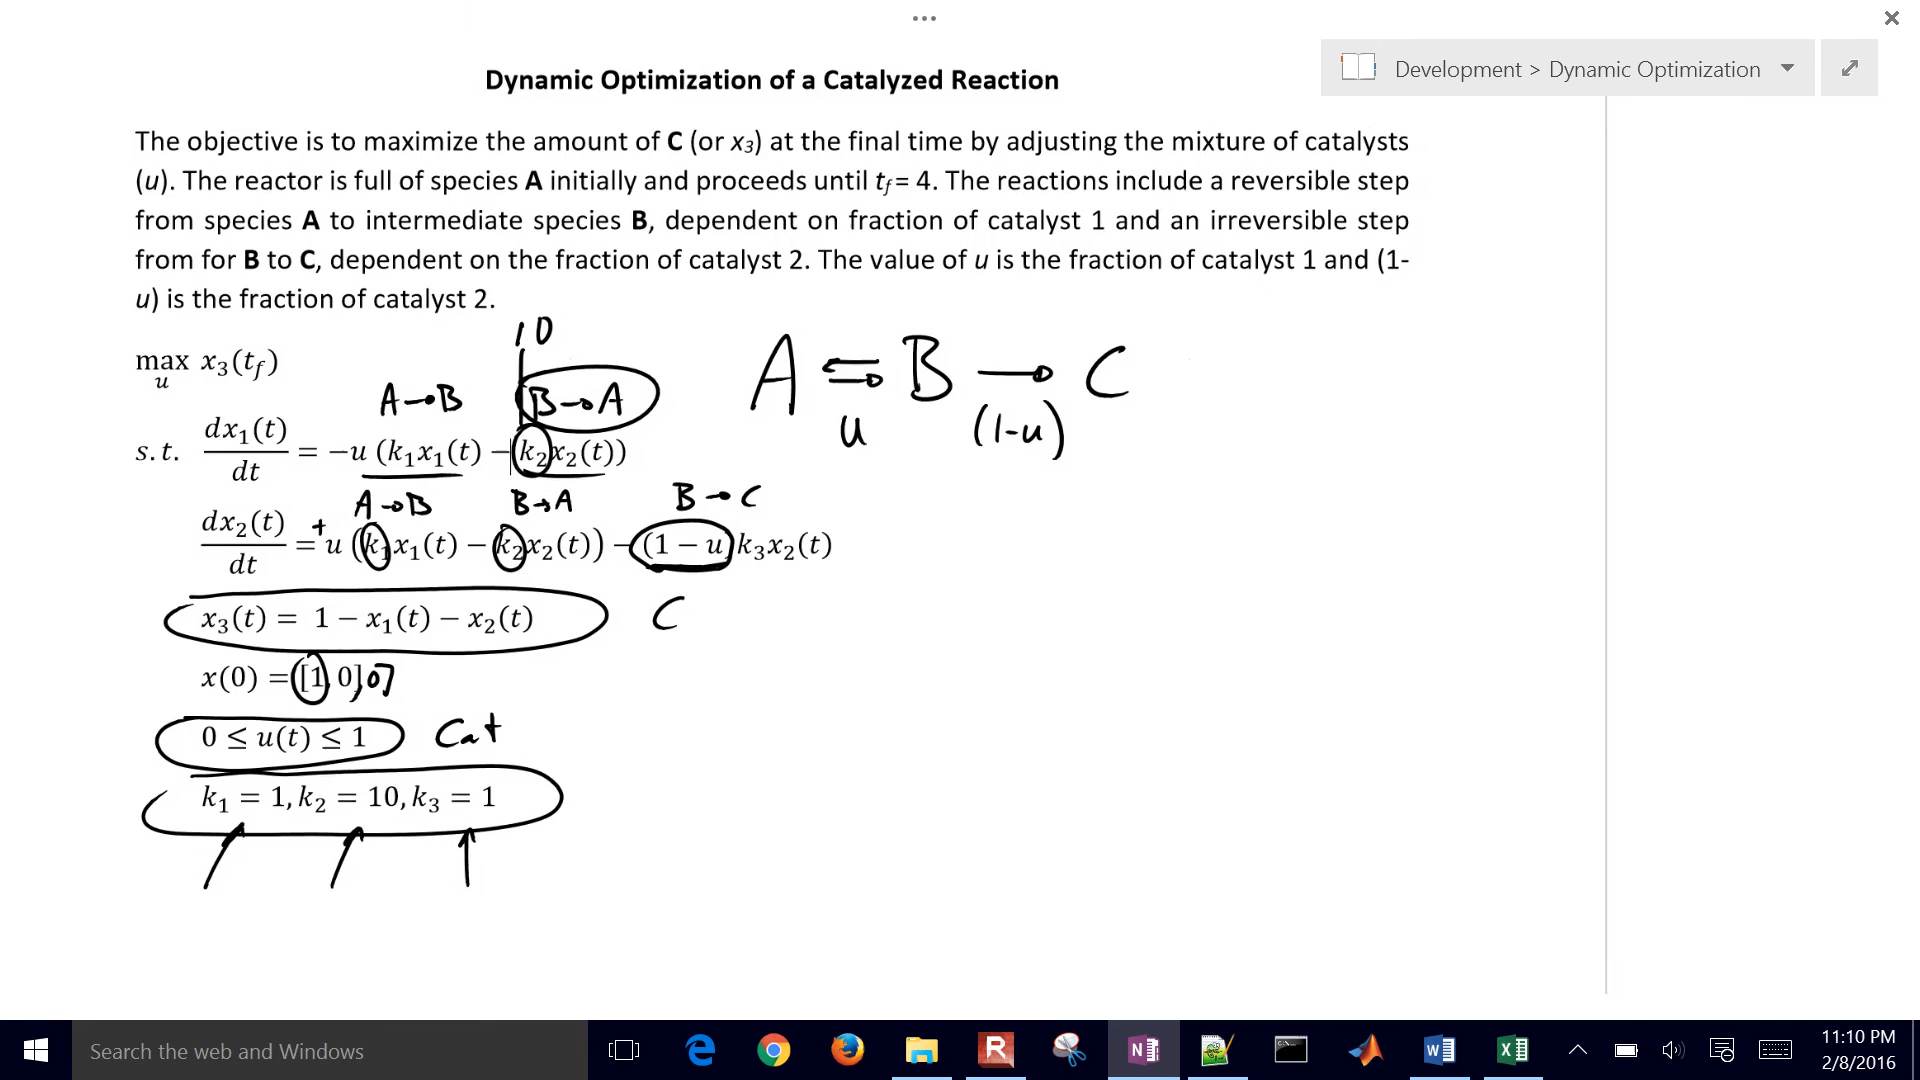 Development > Dynamic Optimization
Dynamic Optimization of a Catalyzed Reaction
The objective is to maximize the amount of C (or x₃) at the final time by adjusting the mixture of catalysts
(u). The reactor is full of species A initially and proceeds until t_f = 4. The reactions include a reversible step
from species A to intermediate species B, dependent on fraction of catalyst 1 and an irreversible step
from for B to C, dependent on the fraction of catalyst 2. The value of u is the fraction of catalyst 1 and (1-
u) is the fraction of catalyst 2.
10
max x₃(t_f)
u
A → B B → A
A ⇌ B → C
u (1-u)
s.t. dx₁(t)/dt = −u (k₁x₁(t) − k₂x₂(t))
A → B B → A B → C
dx₂(t)/dt = + u (k₁x₁(t) − k₂x₂(t)) − (1 − u)k₃x₂(t)
x₃(t) = 1 − x₁(t) − x₂(t) C
x(0) = [1, 0],0]
0 ≤ u(t) ≤ 1 Cat
k₁ = 1, k₂ = 10, k₃ = 1
Search the web and Windows
11:10 PM
2/8/2016